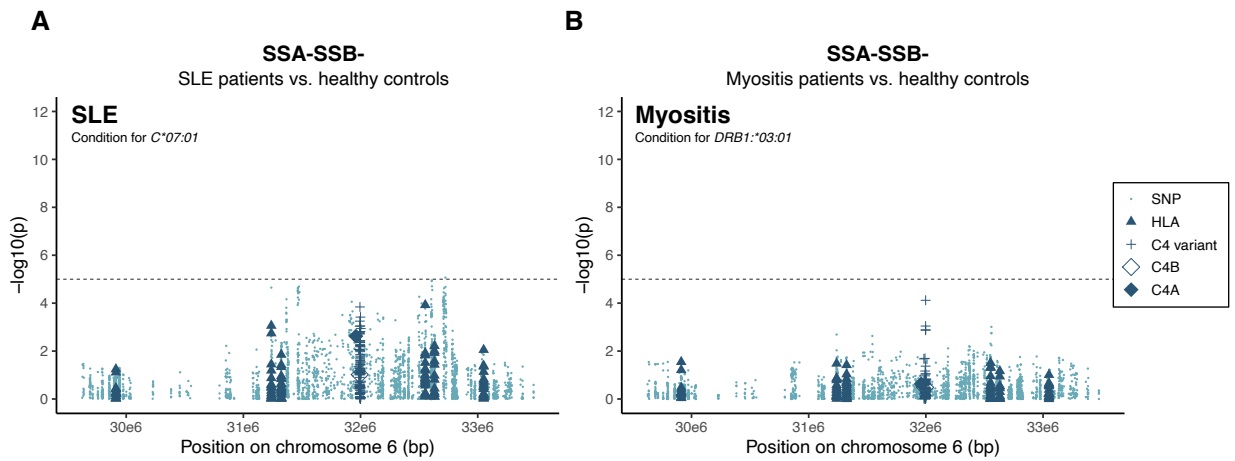 A
SSA-SSB-
SLE patients vs. healthy controls
SLE
Condition for C*07:01
12
10
8
6
4
2
0
−log10(p)
30e6 31e6 32e6 33e6
Position on chromosome 6 (bp)
B
SSA-SSB-
Myositis patients vs. healthy controls
Myositis
Condition for DRB1:*03:01
12
10
8
6
4
2
0
−log10(p)
30e6 31e6 32e6 33e6
Position on chromosome 6 (bp)
SNP
HLA
C4 variant
C4B
C4A